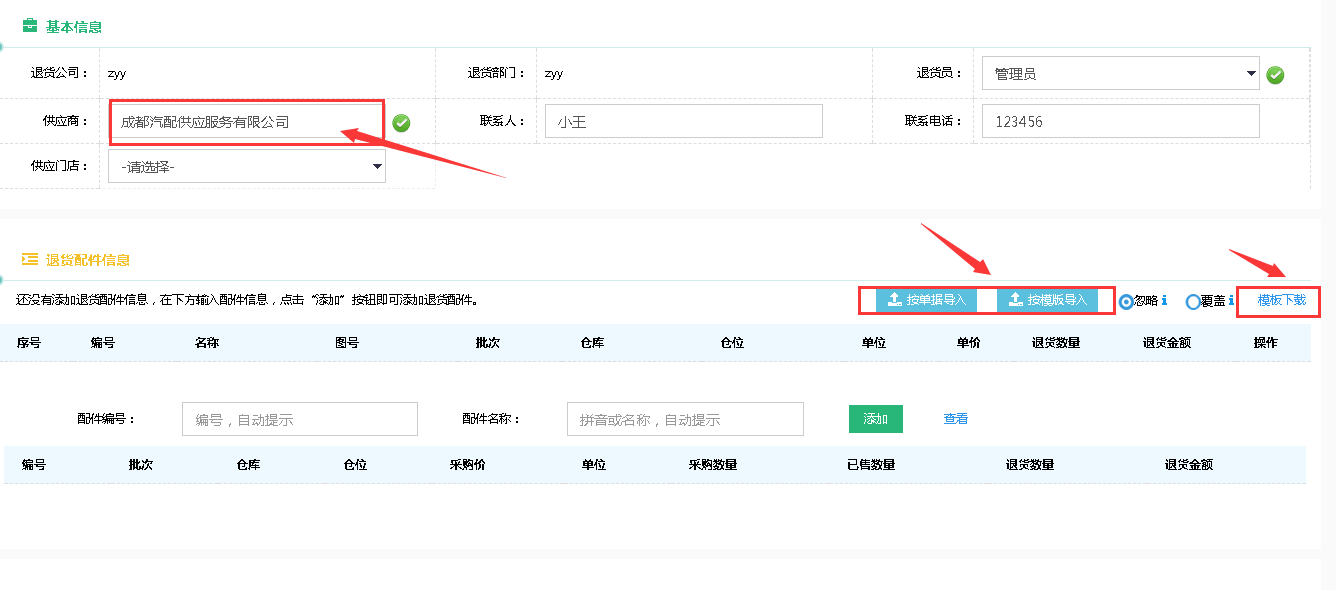 基本信息
退货公司： zyy 退货部门： zyy 退货员： 管理员
供应商： 成都汽配供应服务有限公司 联系人： 小王 联系电话： 123456
供应门店： -请选择-
退货配件信息
还没有添加退货配件信息，在下方输入配件信息，点击“添加”按钮即可添加退货配件。 按单据导入 按模版导入 忽略 覆盖 模板下载
序号 编号 名称 图号 批次 仓库 仓位 单位 单价 退货数量 退货金额 操作
配件编号： 编号，自动提示 配件名称： 拼音或名称，自动提示 添加 查看
编号 批次 仓库 仓位 采购价 单位 采购数量 已售数量 退货数量 退货金额